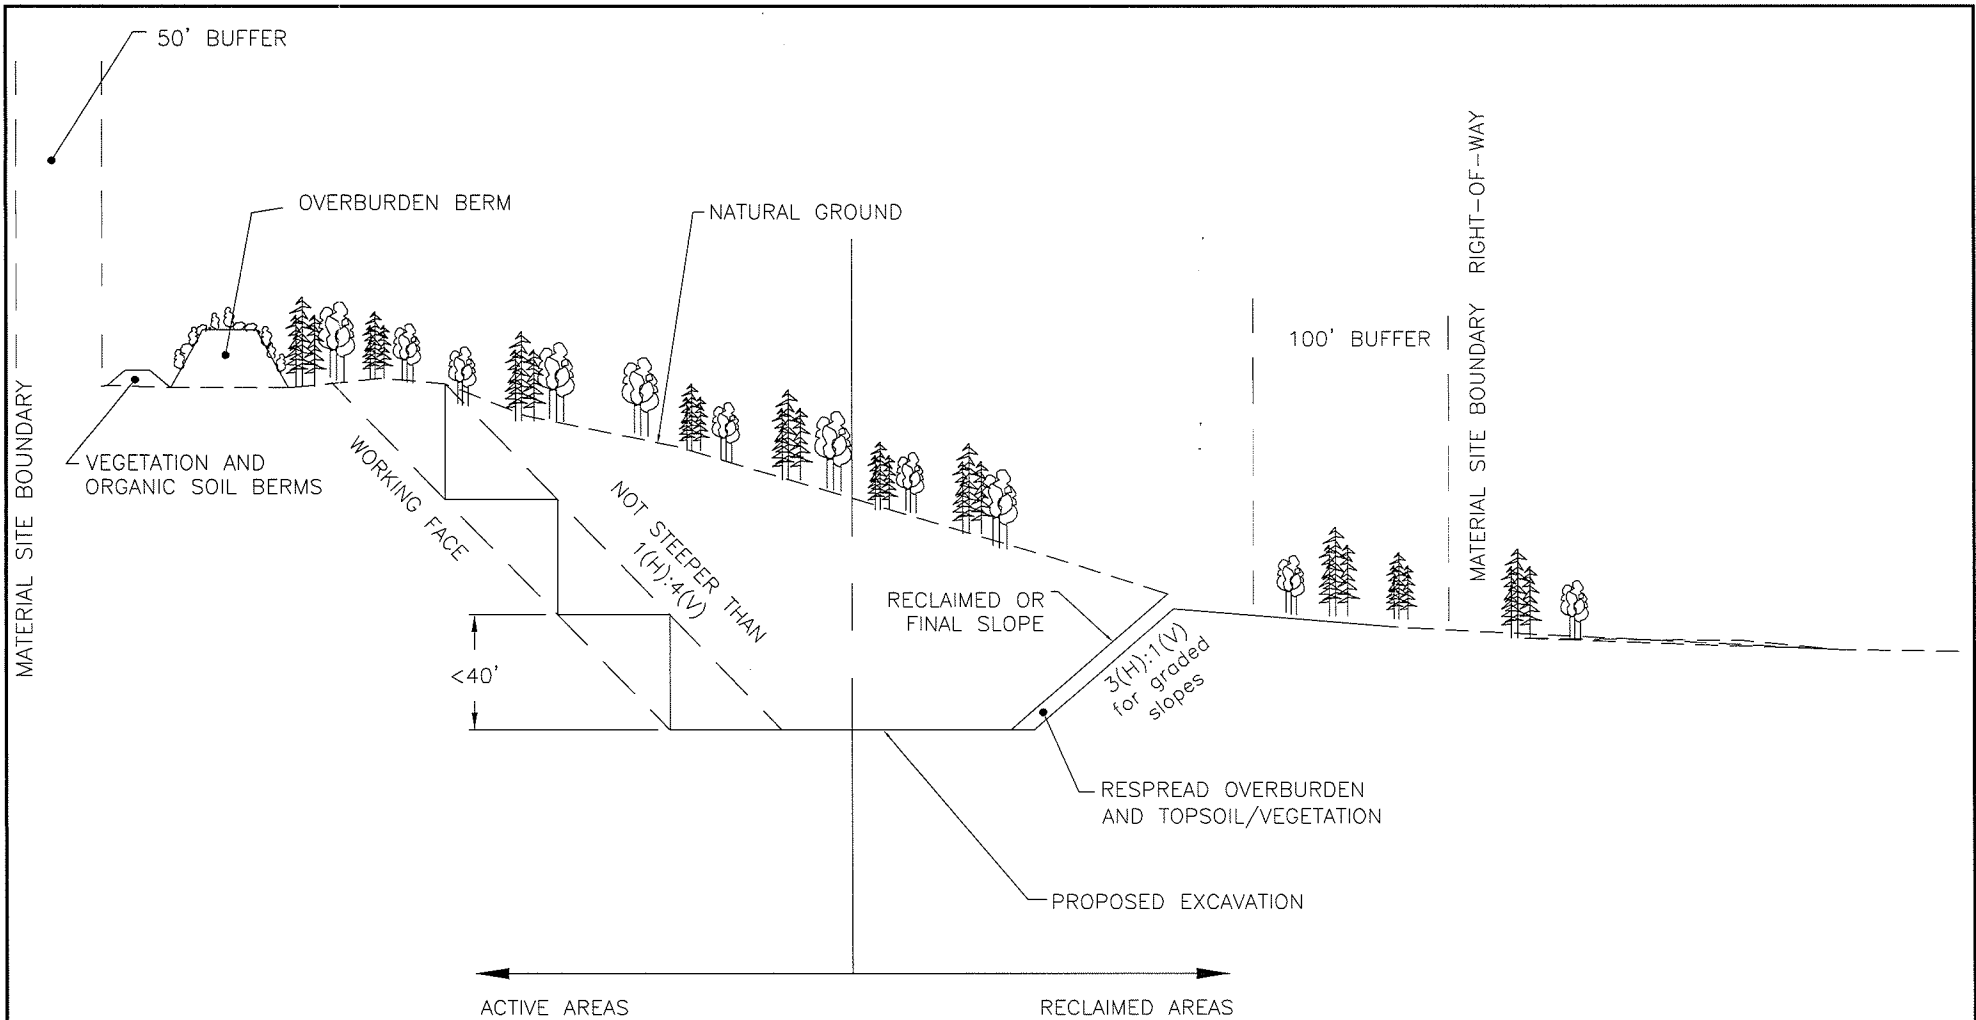 50' BUFFER
OVERBURDEN BERM
NATURAL GROUND
MATERIAL SITE BOUNDARY
VEGETATION AND
ORGANIC SOIL BERMS
WORKING FACE
NOT STEEPER THAN
1(H):4(V)
<40'
RECLAIMED OR
FINAL SLOPE
3(H):1(V)
for graded
slopes
100' BUFFER
MATERIAL SITE BOUNDARY RIGHT-OF-WAY
RESPREAD OVERBURDEN
AND TOPSOIL/VEGETATION
PROPOSED EXCAVATION
ACTIVE AREAS
RECLAIMED AREAS